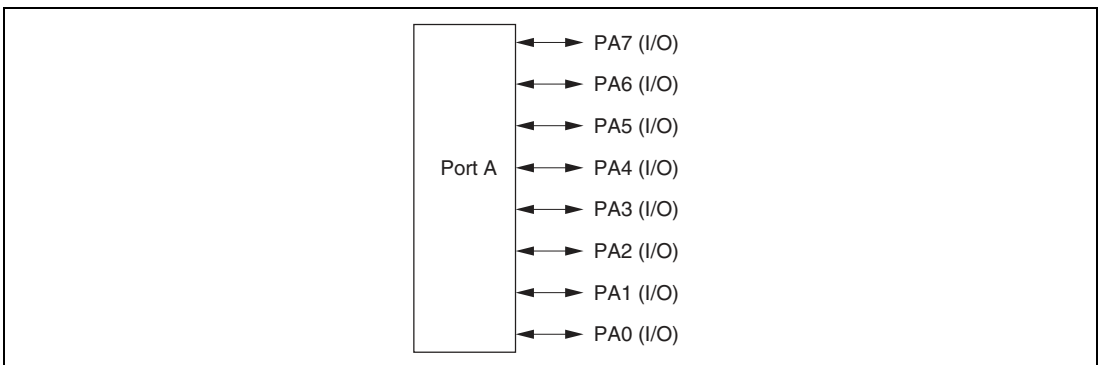 PA7 (I/O)
PA6 (I/O)
PA5 (I/O)
Port A PA4 (I/O)
PA3 (I/O)
PA2 (I/O)
PA1 (I/O)
PA0 (I/O)